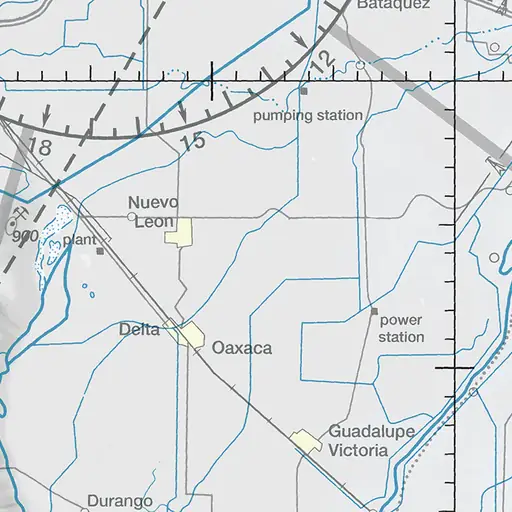 Bataquez
12
pumping station
15
18
Nuevo
Leon
900
plant
Delta
Oaxaca
power
station
Guadalupe
Victoria
Durango